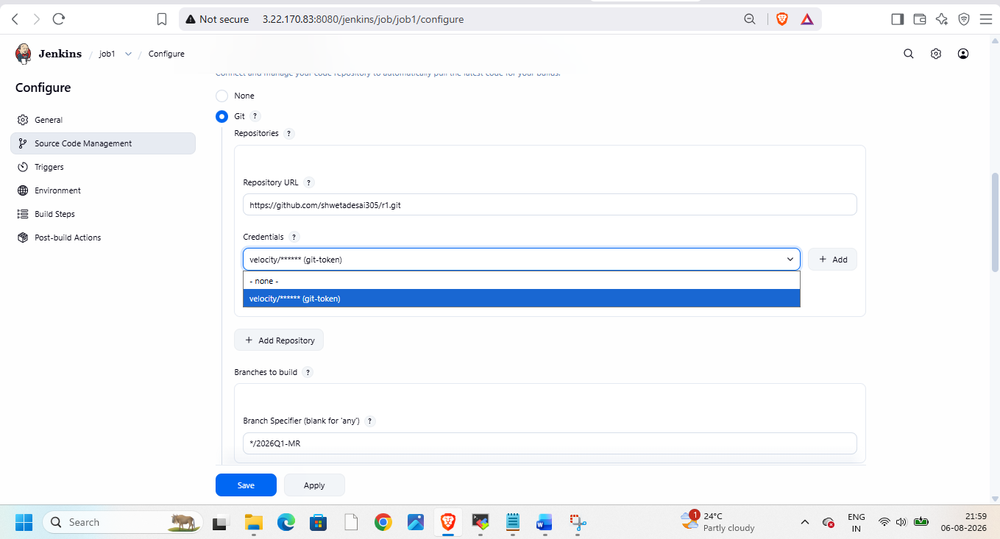 Not secure 3.22.170.83:8080/jenkins/job/job1/configure
Jenkins / job1 / Configure
Connect and manage your code repository to automatically pull the latest code for your builds.
Configure
None
General
Git ?
Repositories ?
Source Code Management
Triggers
Repository URL ?
Environment
https://github.com/shwetadesai305/r1.git
Build Steps
Post-build Actions
Credentials ?
velocity/****** (git-token)
+ Add
- none -
velocity/****** (git-token)
+ Add Repository
Branches to build ?
Branch Specifier (blank for 'any') ?
*/2026Q1-MR
Save
Apply
Search
1
24°C
Partly cloudy
ENG
IN
21:59
06-08-2026